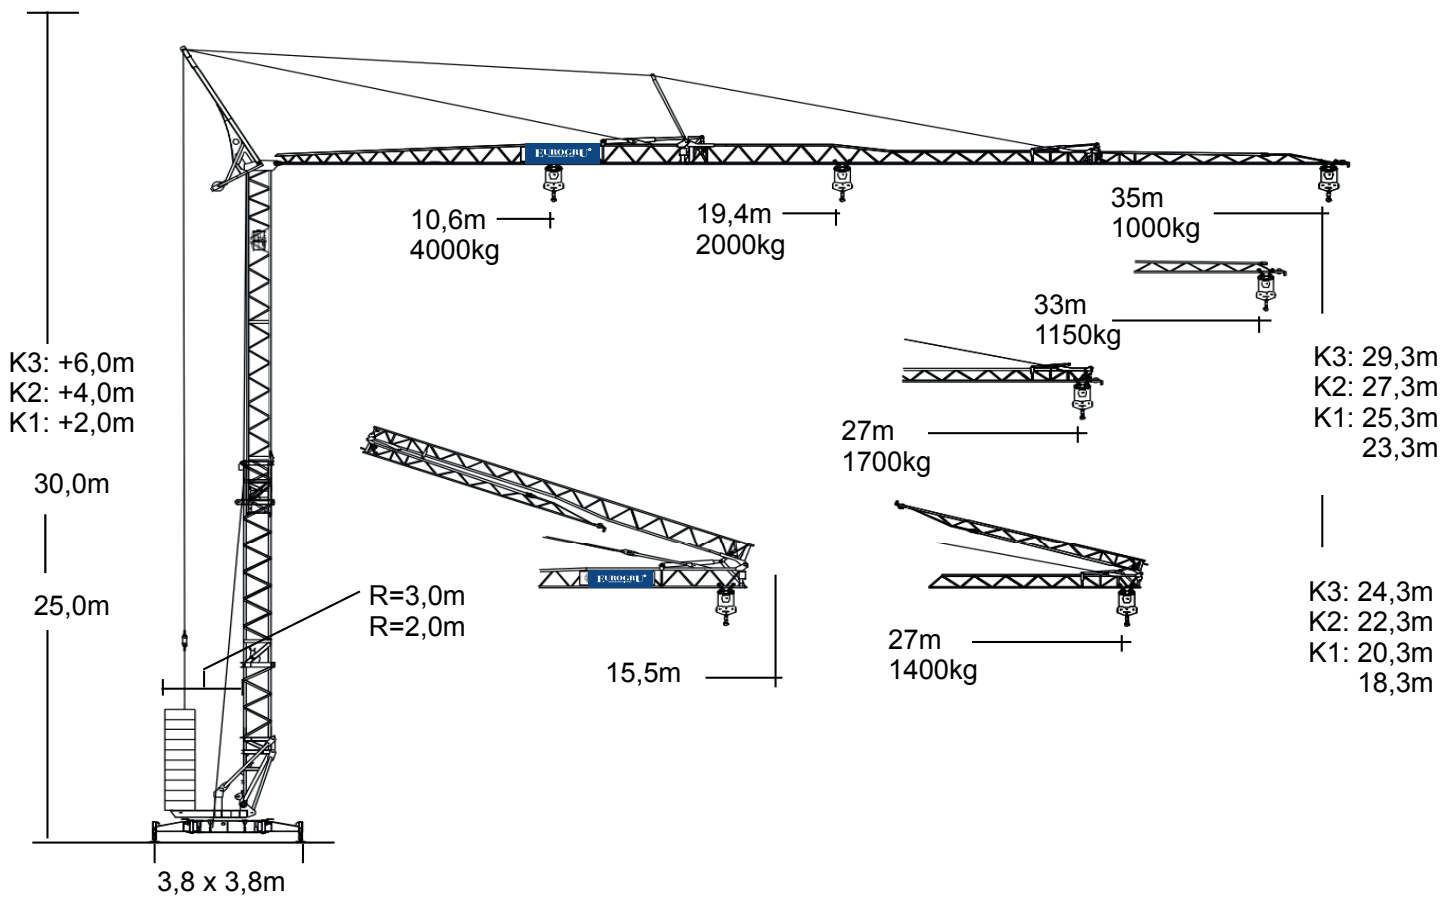 EUROGRU
10,6m
4000kg
19,4m
2000kg
35m
1000kg
33m
1150kg
K3: +6,0m
K2: +4,0m
K1: +2,0m
K3: 29,3m
K2: 27,3m
K1: 25,3m
23,3m
27m
1700kg
30,0m
EUROGRU
25,0m
R=3,0m
R=2,0m
K3: 24,3m
K2: 22,3m
K1: 20,3m
18,3m
27m
1400kg
15,5m
3,8 x 3,8m